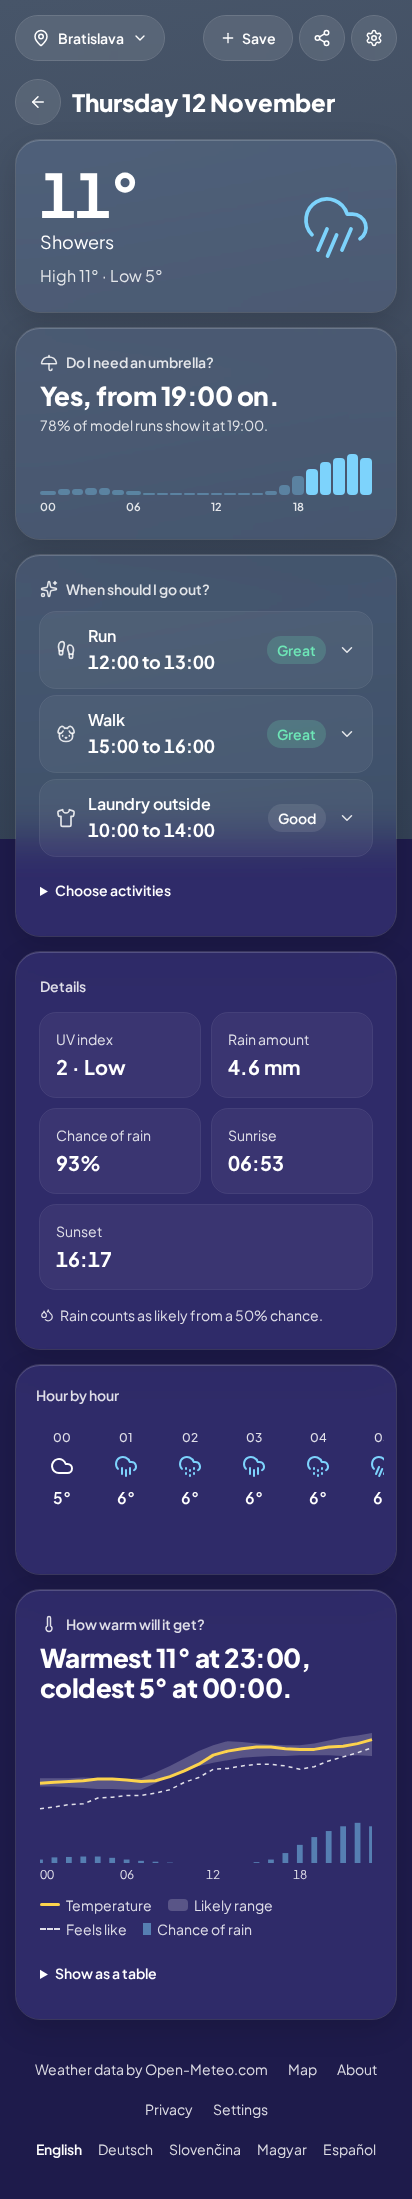 Bratislava
Save
Thursday 12 November
11°
Showers
High 11° · Low 5°
Do I need an umbrella?
Yes, from 19:00 on.
78% of model runs show it at 19:00.
00 06 12 18
When should I go out?
Run
12:00 to 13:00
Great
Walk
15:00 to 16:00
Great
Laundry outside
10:00 to 14:00
Good
Choose activities
Details
UV index
2 · Low
Rain amount
4.6 mm
Chance of rain
93%
Sunrise
06:53
Sunset
16:17
Rain counts as likely from a 50% chance.
Hour by hour
00 01 02 03 04 0
5° 6° 6° 6° 6° 6
How warm will it get?
Warmest 11° at 23:00,
coldest 5° at 00:00.
00 06 12 18
Temperature Likely range
Feels like Chance of rain
Show as a table
Weather data by Open-Meteo.com Map About
Privacy Settings
English Deutsch Slovenčina Magyar Español